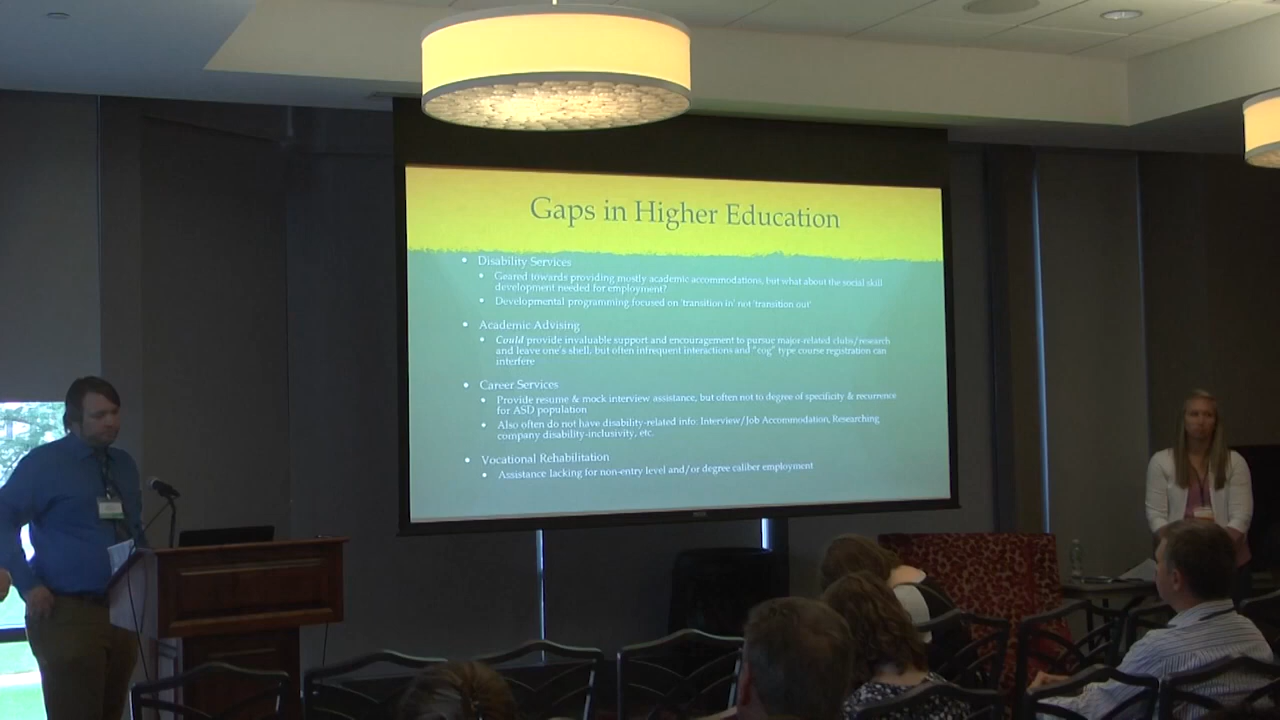 Gaps in Higher Education
• Disability Services
• Geared towards providing mostly academic accommodations, but what about the social skill
development needed for employment?
• Developmental programming focused on 'transition in' not 'transition out'
• Academic Advising
• Could provide invaluable support and encouragement to pursue major-related clubs/research
and leave one's shell, but often infrequent interactions and "cog" type course registration can
interfere
• Career Services
• Provide resume & mock interview assistance, but often not to degree of specificity & recurrence
for ASD population
• Also often do not have disability-related info: Interview/Job Accommodation, Researching
company disability-inclusivity, etc.
• Vocational Rehabilitation
• Assistance lacking for non-entry level and/or degree caliber employment